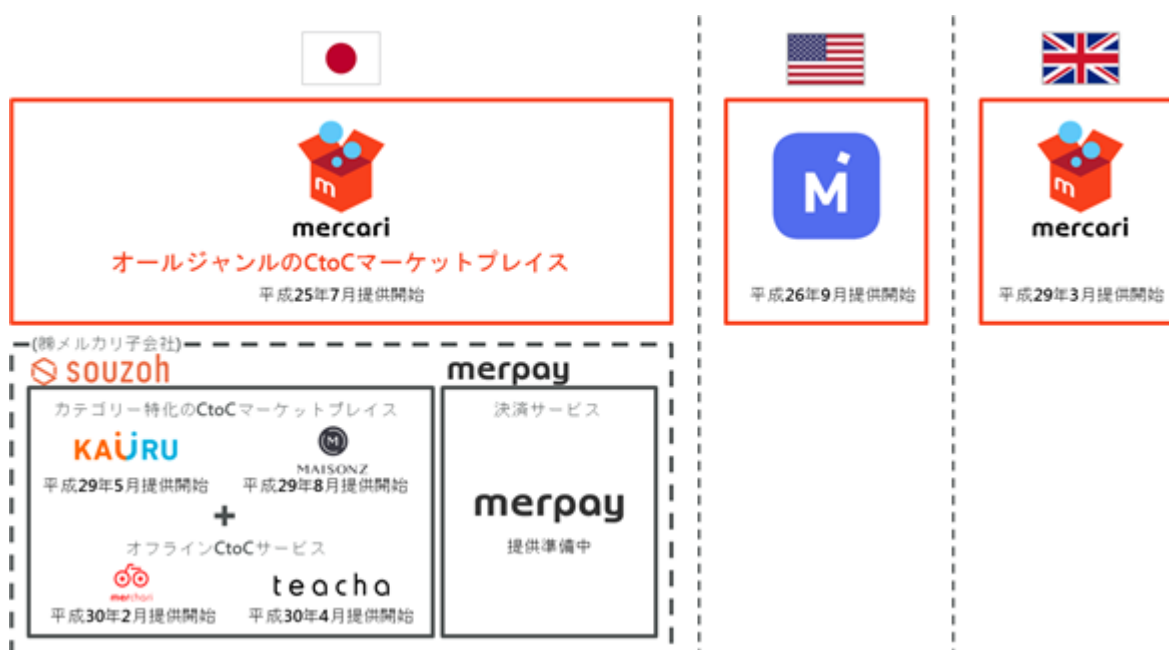 m
mercari
オールジャンルのCtoCマーケットプレイス
平成25年7月提供開始
M
平成26年9月提供開始
m
mercari
平成29年3月提供開始
(㈱メルカリ子会社)
souzoh
カテゴリー特化のCtoCマーケットプレイス
KAURU
平成29年5月提供開始
M
MAISONZ
平成29年8月提供開始
+
オフラインCtoCサービス
merchari
平成30年2月提供開始
teacha
平成30年4月提供開始
merpay
決済サービス
merpay
提供準備中